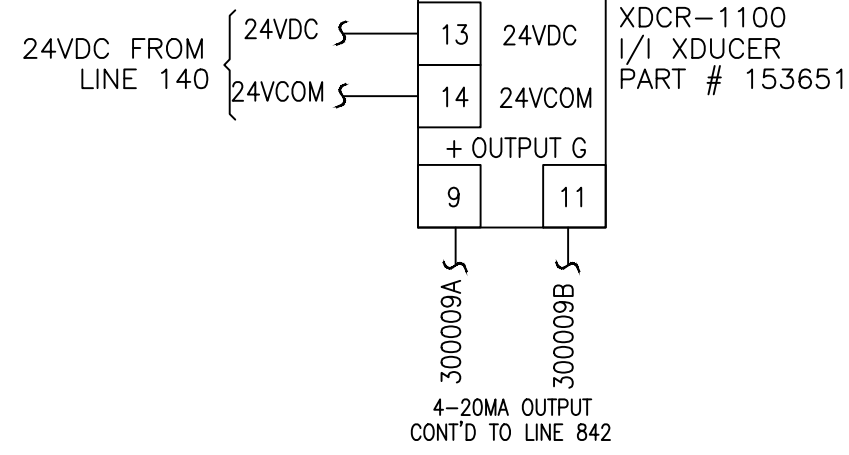 24VDC FROM
LINE 140
24VDC
24VCOM
13
24VDC
14
24VCOM
+ OUTPUT G
9
11
XDCR-1100
I/I XDUCER
PART # 153651
300009A
300009B
4-20MA OUTPUT
CONT'D TO LINE 842